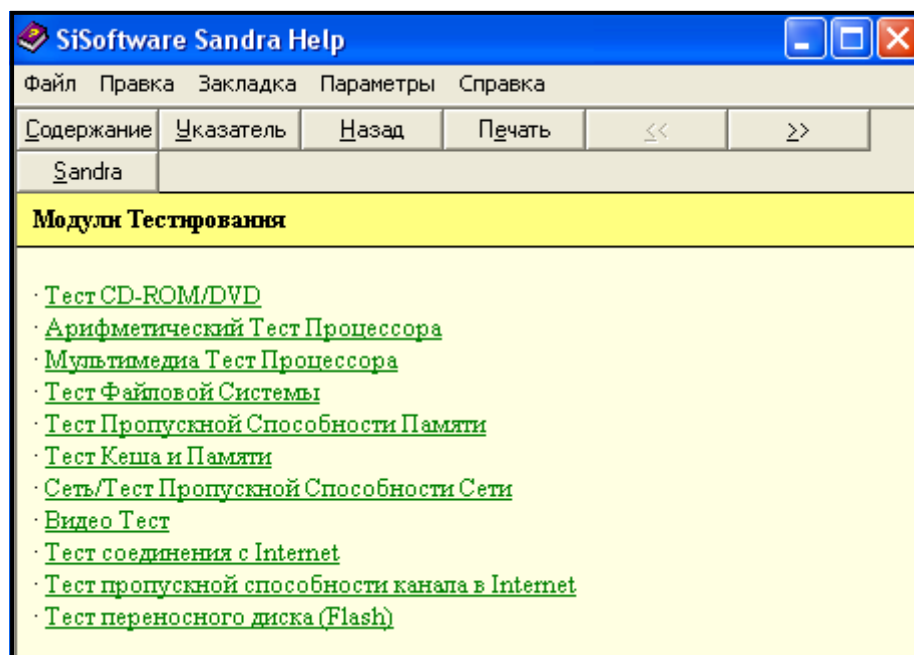 SiSoftware Sandra Help
Файл Правка Закладка Параметры Справка
Содержание Указатель Назад Печать << >>
Sandra
Модули Тестирования
· Тест CD-ROM/DVD
· Арифметический Тест Процессора
· Мультимедиа Тест Процессора
· Тест Файловой Системы
· Тест Пропускной Способности Памяти
· Тест Кеша и Памяти
· Сеть/Тест Пропускной Способности Сети
· Видео Тест
· Тест соединения с Internet
· Тест пропускной способности канала в Internet
· Тест переносного диска (Flash)